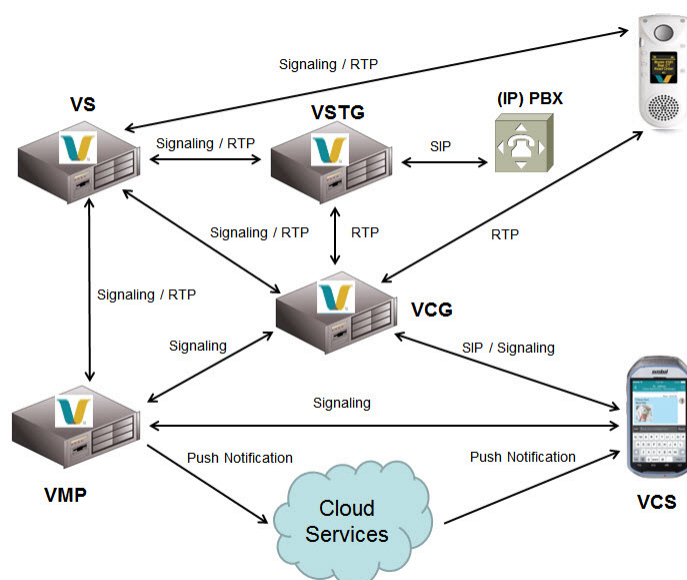 Signaling / RTP
VS
VSTG
(IP) PBX
Signaling / RTP
SIP
Signaling / RTP
RTP
RTP
Signaling / RTP
VCG
Signaling
SIP / Signaling
Signaling
Push Notification
Push Notification
VMP
Cloud
Services
VCS